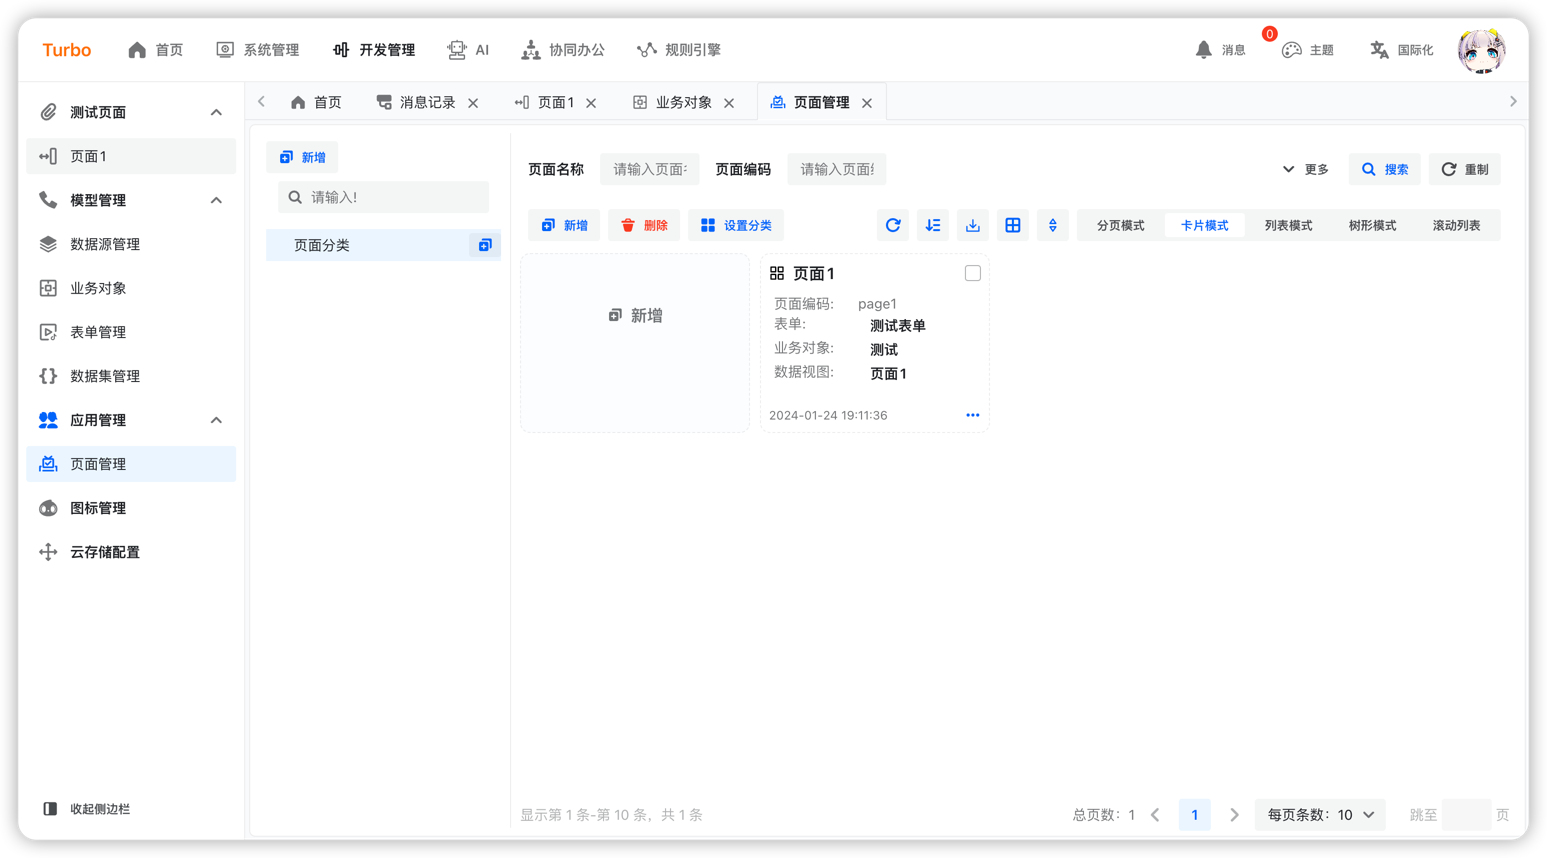 Turbo
首页
系统管理
开发管理
AI
协同办公
规则引擎
消息
0
主题
国际化
测试页面
页面1
模型管理
数据源管理
业务对象
表单管理
数据集管理
应用管理
页面管理
图标管理
云存储配置
收起侧边栏
首页
消息记录
页面1
业务对象
页面管理
新增
请输入!
页面分类
页面名称
请输入页面
页面编码
请输入页面
更多
搜索
重制
新增
删除
设置分类
分页模式
卡片模式
列表模式
树形模式
滚动列表
新增
页面1
页面编码: page1
表单: 测试表单
业务对象: 测试
数据视图: 页面1
2024-01-24 19:11:36
显示第 1 条-第 10 条，共 1 条
总页数： 1
1
每页条数： 10
跳至
页